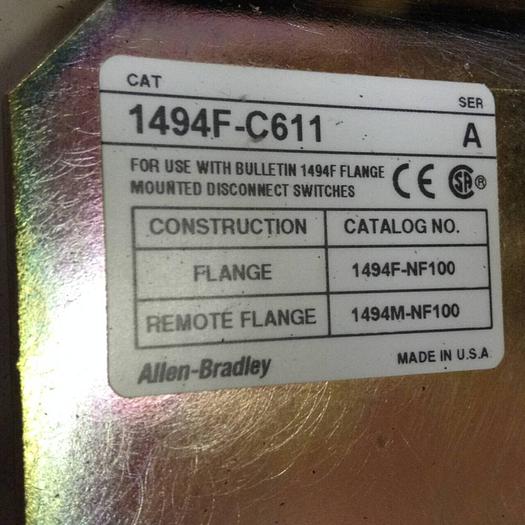 CAT
SER
1494F-C611
A
FOR USE WITH BULLETIN 1494F FLANGE
MOUNTED DISCONNECT SWITCHES
CE SA®
CONSTRUCTION CATALOG NO.
FLANGE 1494F-NF100
REMOTE FLANGE 1494M-NF100
Allen-Bradley
MADE IN U.S.A.